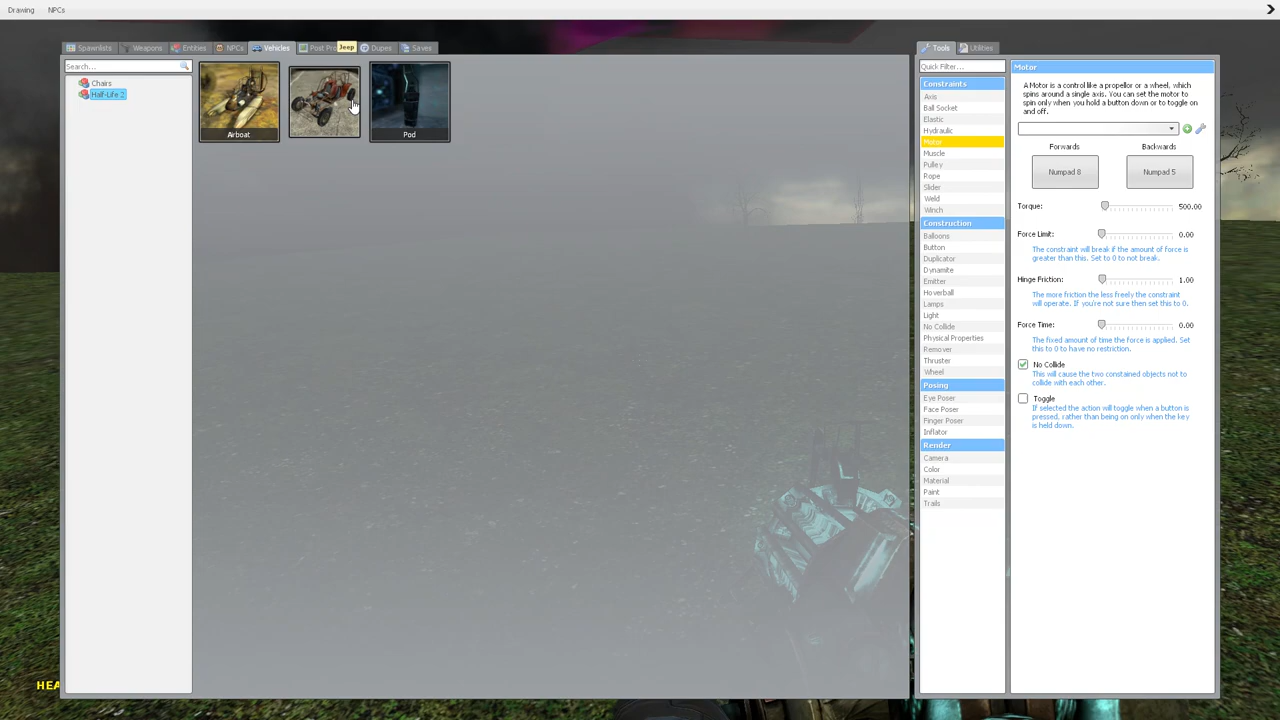 Drawing NPCs
Spawnlists Weapons Entities NPCs Vehicles Post Pro Jeep Dupes Saves
Search...
Chairs
Half-Life 2
Airboat
Pod
HEA
Tools Utilities
Quick Filter...
Constraints
Axis
Ball Socket
Elastic
Hydraulic
Motor
Muscle
Pulley
Rope
Slider
Weld
Winch
Construction
Balloons
Button
Duplicator
Dynamite
Emitter
Hoverball
Lamps
Light
No Collide
Physical Properties
Remover
Thruster
Wheel
Posing
Eye Poser
Face Poser
Finger Poser
Inflator
Render
Camera
Color
Material
Paint
Trails
Motor
A Motor is a control like a propellor or a wheel, which
spins around a single axis. You can set the motor to
spin only when you hold a button down or to toggle on
and off.
Forwards Backwards
Numpad 8 Numpad 5
Torque: 500.00
Force Limit: 0.00
The constraint will break if the amount of force is
greater than this. Set to 0 to not break.
Hinge Friction: 1.00
The more friction the less freely the constraint
will operate. If you're not sure then set this to 0.
Force Time: 0.00
The fixed amount of time the force is applied. Set
this to 0 to have no restriction.
No Collide
This will cause the two constained objects not to
collide with each other.
Toggle
If selected the action will toggle when a button is
pressed, rather than being on only when the key
is held down.